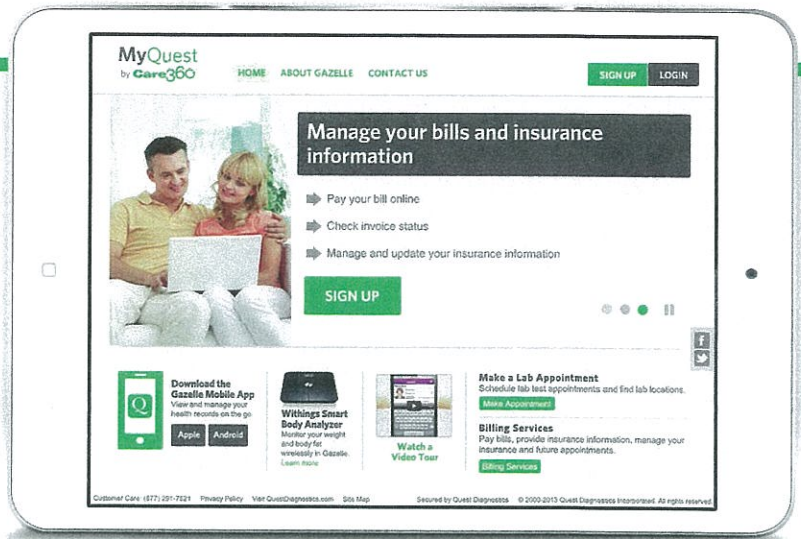 MyQuest
by Care360
HOME ABOUT GAZELLE CONTACT US
SIGN UP LOGIN
Manage your bills and insurance
information
Pay your bill online
Check invoice status
Manage and update your insurance information
SIGN UP
f
Q
Download the
Gazelle Mobile App
View and manage your
health records on the go.
Apple Android
Withings Smart
Body Analyzer
Monitor your weight
and body fat
wirelessly in Gazelle.
Learn more
Watch a
Video Tour
Make a Lab Appointment
Schedule lab test appointments and find lab locations.
Make Appointment
Billing Services
Pay bills, provide insurance information, manage your
insurance and future appointments.
Billing Services
Customer Care (877) 291-7521 Privacy Policy Visit QuestDiagnostics.com Site Map Secured by Quest Diagnostics © 2000-2013 Quest Diagnostics Incorporated. All rights reserved.